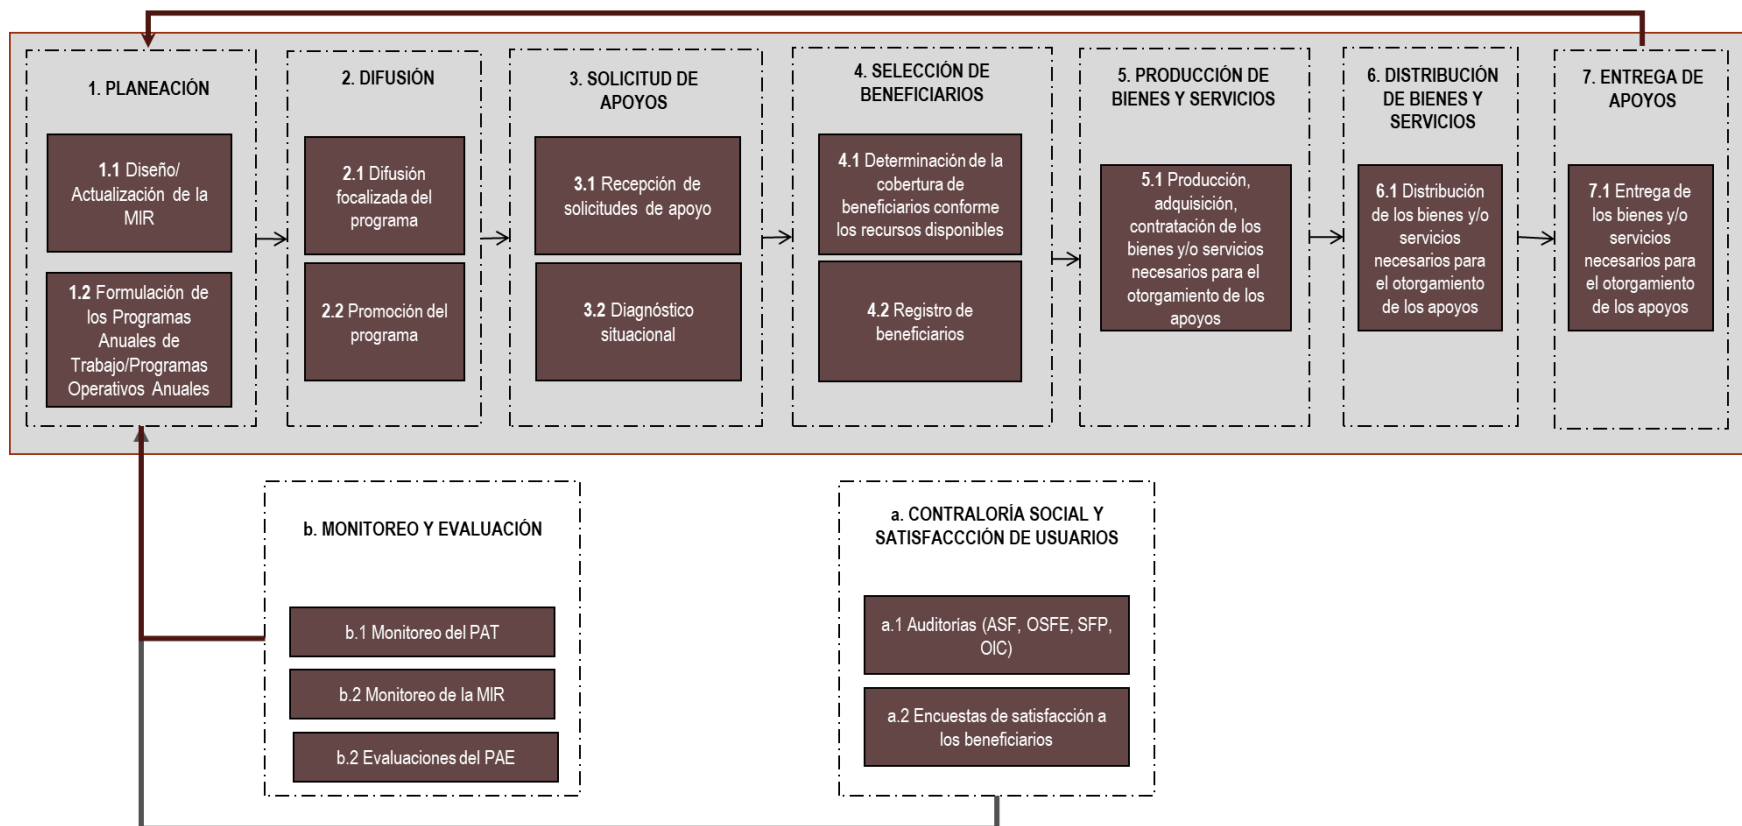 1. PLANEACIÓN
1.1 Diseño/
Actualización de la
MIR
1.2 Formulación de
los Programas
Anuales de
Trabajo/Programas
Operativos Anuales
2. DIFUSIÓN
2.1 Difusión
focalizada del
programa
2.2 Promoción del
programa
3. SOLICITUD DE
APOYOS
3.1 Recepción de
solicitudes de apoyo
3.2 Diagnóstico
situacional
4. SELECCIÓN DE
BENEFICIARIOS
4.1 Determinación de la
cobertura de
beneficiarios conforme
los recursos disponibles
4.2 Registro de
beneficiarios
5. PRODUCCIÓN DE
BIENES Y SERVICIOS
5.1 Producción,
adquisición,
contratación de los
bienes y/o servicios
necesarios para el
otorgamiento de los
apoyos
6. DISTRIBUCIÓN
DE BIENES Y
SERVICIOS
6.1 Distribución
de los bienes y/o
servicios
necesarios para
el otorgamiento
de los apoyos
7. ENTREGA DE
APOYOS
7.1 Entrega de
los bienes y/o
servicios
necesarios para
el otorgamiento
de los apoyos
b. MONITOREO Y EVALUACIÓN
b.1 Monitoreo del PAT
b.2 Monitoreo de la MIR
b.2 Evaluaciones del PAE
a. CONTRALORÍA SOCIAL Y
SATISFACCCIÓN DE USUARIOS
a.1 Auditorias (ASF, OSFE, SFP,
OIC)
a.2 Encuestas de satisfacción a
los beneficiarios